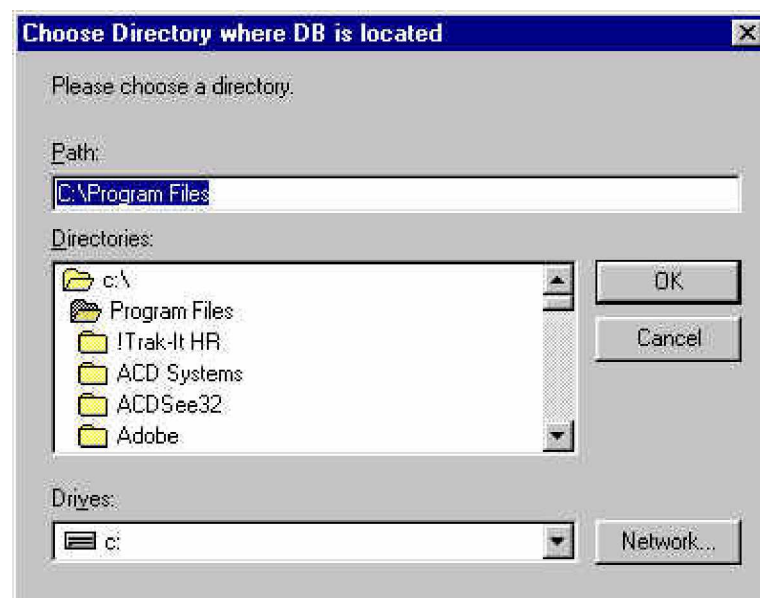 Choose Directory where DB is located
Please choose a directory.
Path:
C:\Program Files
Directories:
c:\
Program Files
!Trak-It HR
ACD Systems
ACDSee32
Adobe
OK
Cancel
Drives:
c:
Network...